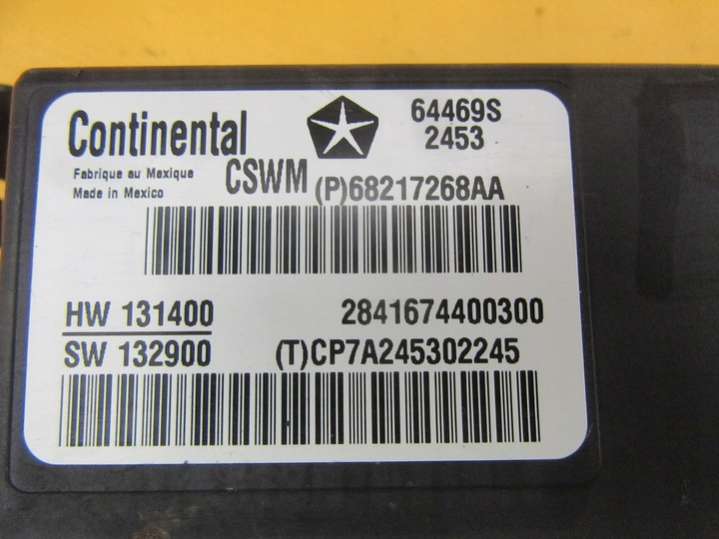 Continental
64469S
2453
Fabrique au Mexique
Made in Mexico
CSWM (P)68217268AA
HW 131400
2841674400300
SW 132900
(T)CP7A245302245